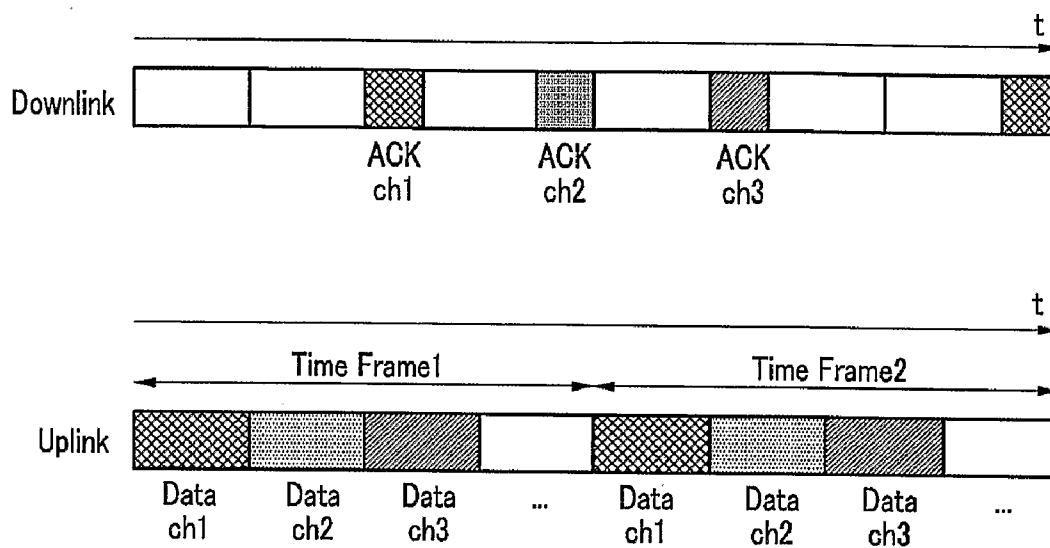 t
Downlink
ACK ACK ACK
ch1 ch2 ch3
t
Time Frame1 Time Frame2
Uplink
Data Data Data ... Data Data Data ...
ch1 ch2 ch3 ch1 ch2 ch3